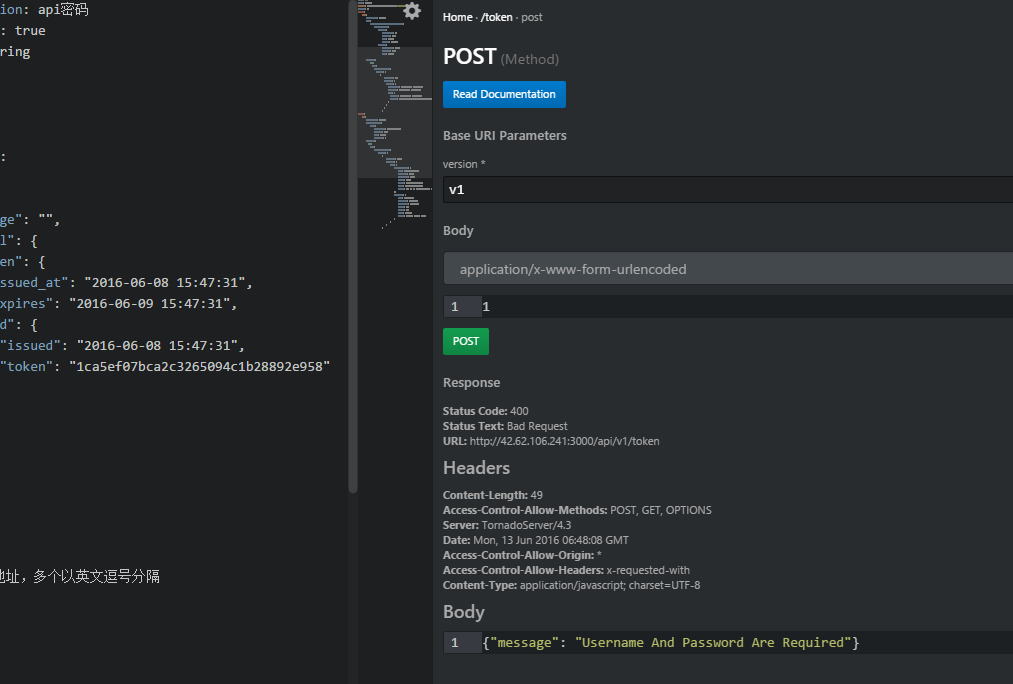 ion: api密码
: true
ring
:
ge": "",
l": {
en": {
ssued_at": "2016-06-08 15:47:31",
xpires": "2016-06-09 15:47:31",
d": {
"issued": "2016-06-08 15:47:31",
"token": "1ca5ef07bca2c3265094c1b28892e958"
地址，多个以英文逗号分隔
Home · /token · post
POST (Method)
Read Documentation
Base URI Parameters
version *
v1
Body
application/x-www-form-urlencoded
1 1
POST
Response
Status Code: 400
Status Text: Bad Request
URL: http://42.62.106.241:3000/api/v1/token
Headers
Content-Length: 49
Access-Control-Allow-Methods: POST, GET, OPTIONS
Server: TornadoServer/4.3
Date: Mon, 13 Jun 2016 06:48:08 GMT
Access-Control-Allow-Origin: *
Access-Control-Allow-Headers: x-requested-with
Content-Type: application/javascript; charset=UTF-8
Body
1 {"message": "Username And Password Are Required"}